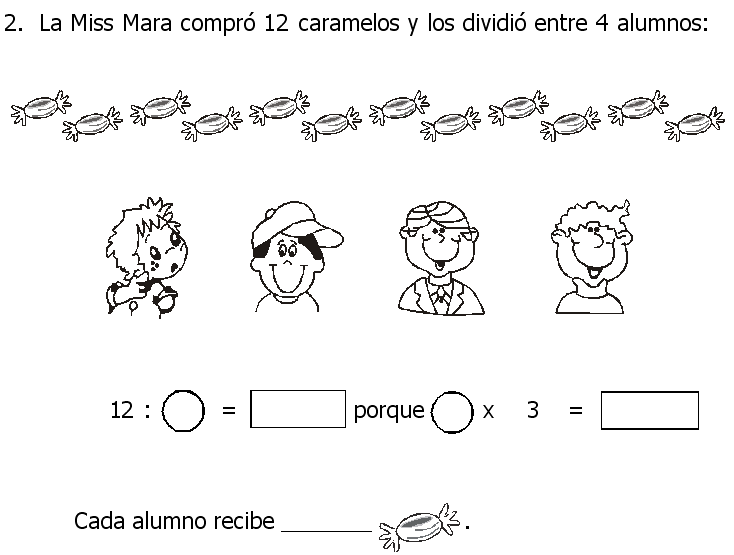 2. La Miss Mara compró 12 caramelos y los dividió entre 4 alumnos:
12 : = porque x 3 =
Cada alumno recibe ________ .